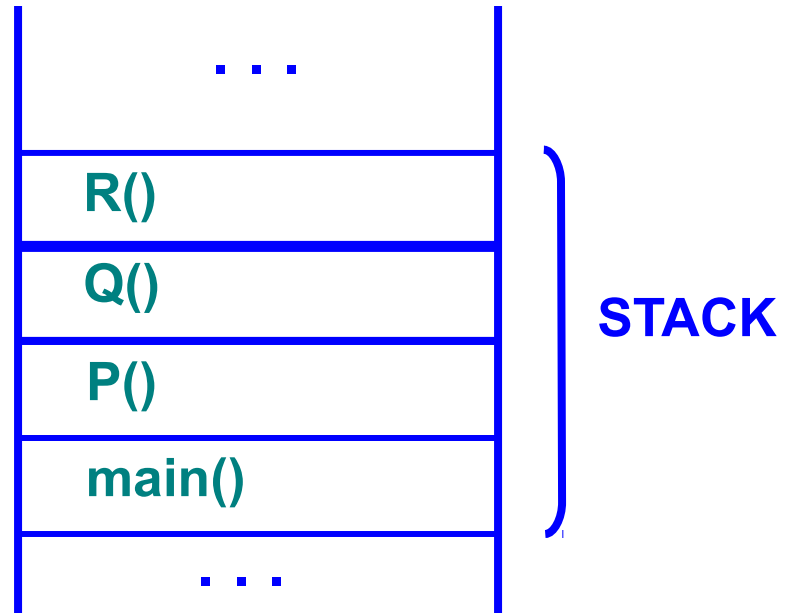 . . .
R()
Q()
STACK
P()
main()
. . .